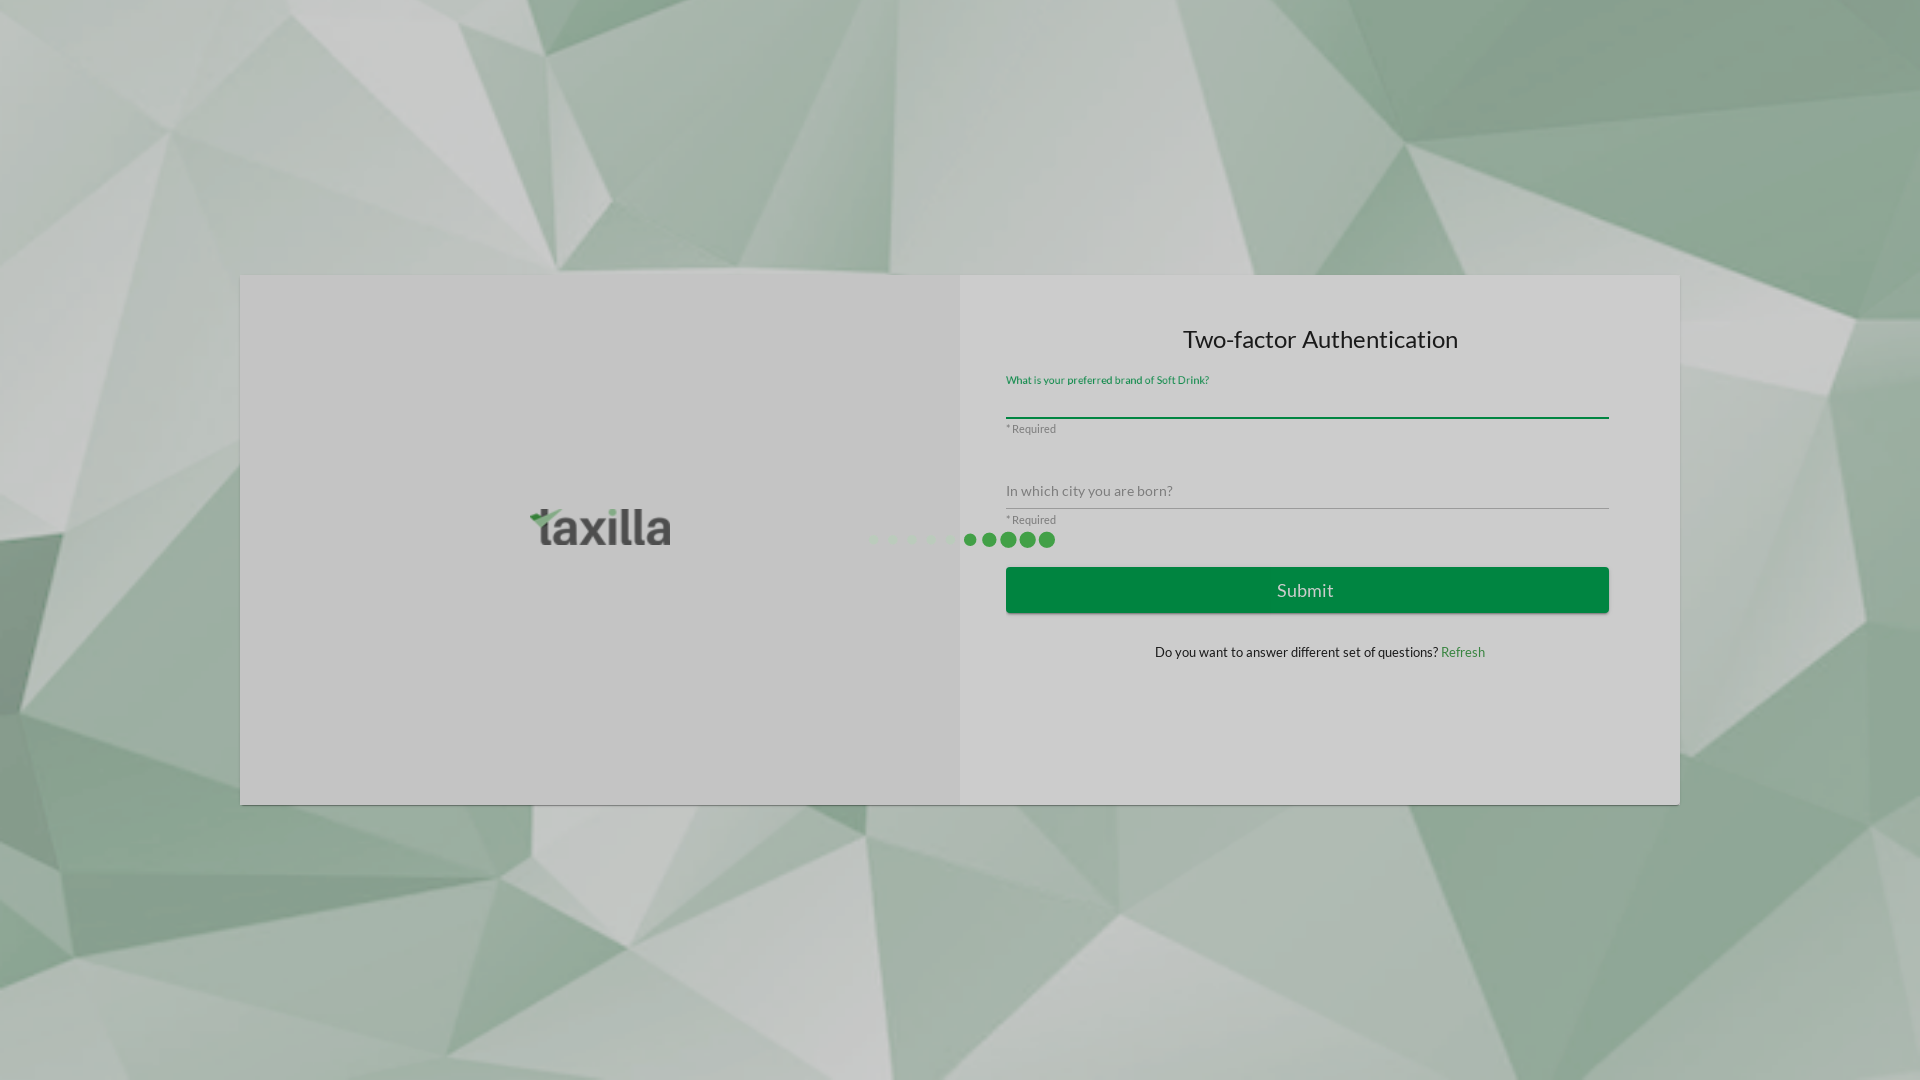 taxilla
Two-factor Authentication
What is your preferred brand of Soft Drink?
* Required
In which city you are born?
* Required
Submit
Do you want to answer different set of questions? Refresh